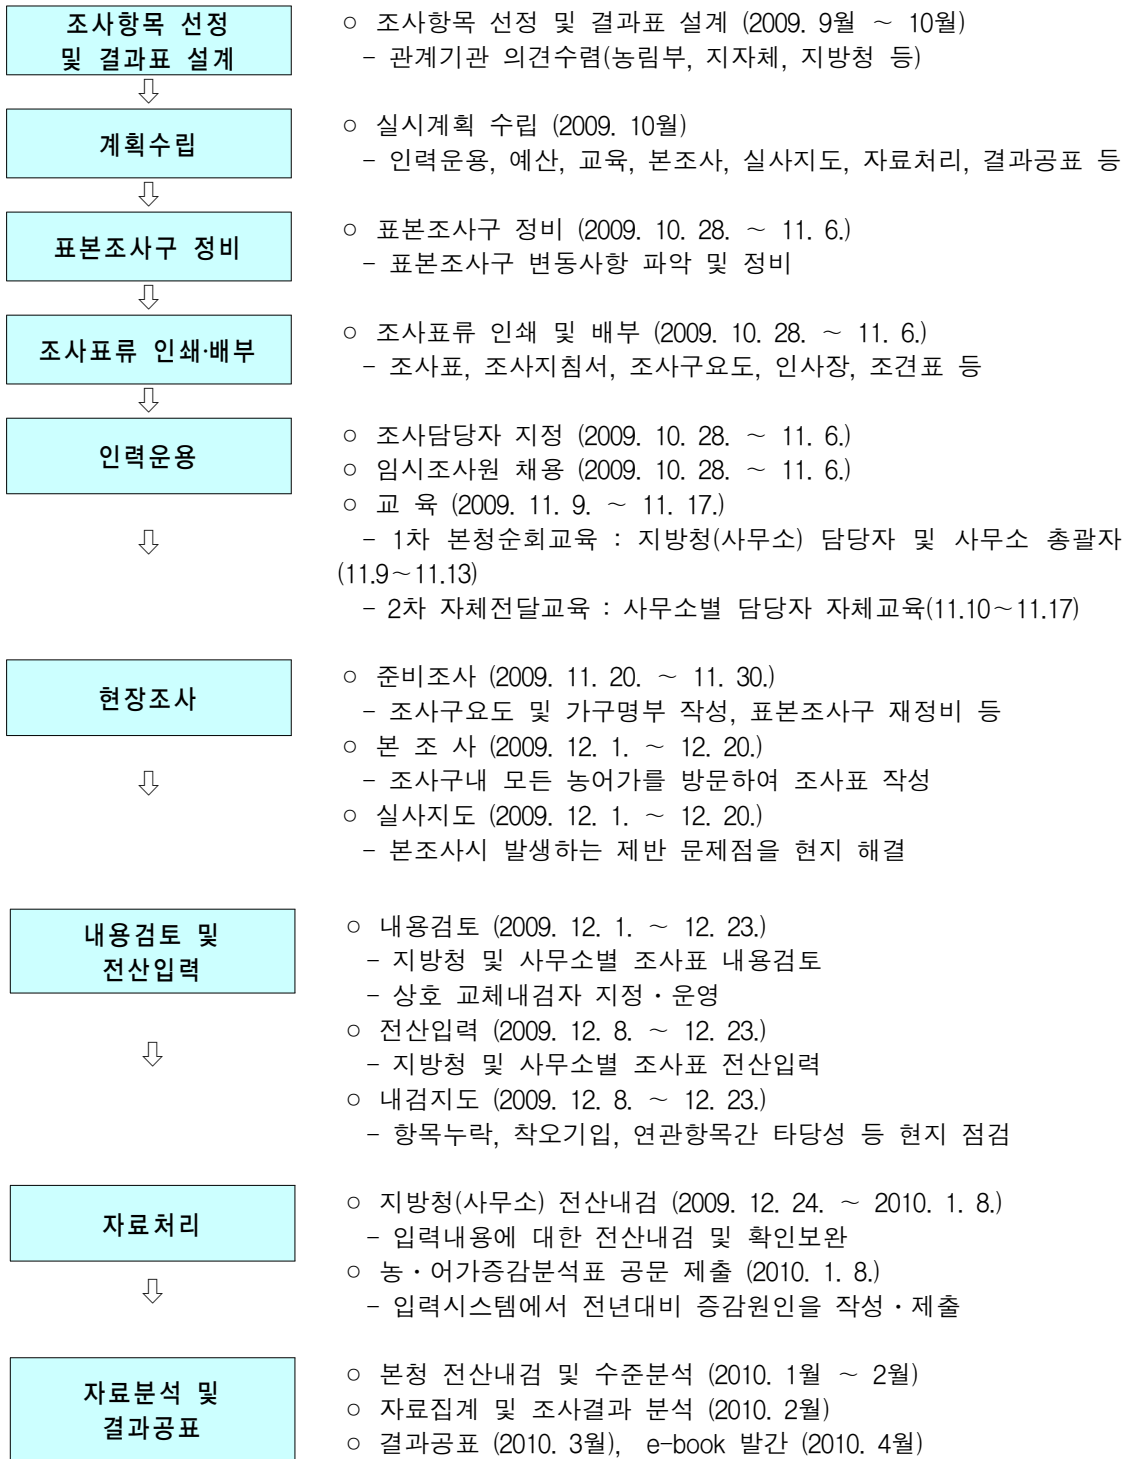 조사항목 선정
및 결과표 설계
○ 조사항목 선정 및 결과표 설계 (2009. 9월 ~ 10월)
- 관계기관 의견수렴(농림부, 지자체, 지방청 등)
⇩
계획수립
○ 실시계획 수립 (2009. 10월)
- 인력운용, 예산, 교육, 본조사, 실사지도, 자료처리, 결과공표 등
⇩
표본조사구 정비
○ 표본조사구 정비 (2009. 10. 28. ~ 11. 6.)
- 표본조사구 변동사항 파악 및 정비
⇩
조사표류 인쇄·배부
○ 조사표류 인쇄 및 배부 (2009. 10. 28. ~ 11. 6.)
- 조사표, 조사지침서, 조사구요도, 인사장, 조견표 등
⇩
인력운용
○ 조사담당자 지정 (2009. 10. 28. ~ 11. 6.)
○ 임시조사원 채용 (2009. 10. 28. ~ 11. 6.)
○ 교 육 (2009. 11. 9. ~ 11. 17.)
- 1차 본청순회교육 : 지방청(사무소) 담당자 및 사무소 총괄자
(11.9~11.13)
- 2차 자체전달교육 : 사무소별 담당자 자체교육(11.10~11.17)
⇩
현장조사
○ 준비조사 (2009. 11. 20. ~ 11. 30.)
- 조사구요도 및 가구명부 작성, 표본조사구 재정비 등
○ 본 조 사 (2009. 12. 1. ~ 12. 20.)
- 조사구내 모든 농어가를 방문하여 조사표 작성
○ 실사지도 (2009. 12. 1. ~ 12. 20.)
- 본조사시 발생하는 제반 문제점을 현지 해결
⇩
내용검토 및
전산입력
○ 내용검토 (2009. 12. 1. ~ 12. 23.)
- 지방청 및 사무소별 조사표 내용검토
- 상호 교체내검자 지정·운영
○ 전산입력 (2009. 12. 8. ~ 12. 23.)
- 지방청 및 사무소별 조사표 전산입력
○ 내검지도 (2009. 12. 8. ~ 12. 23.)
- 항목누락, 착오기입, 연관항목간 타당성 등 현지 점검
⇩
자료처리
○ 지방청(사무소) 전산내검 (2009. 12. 24. ~ 2010. 1. 8.)
- 입력내용에 대한 전산내검 및 확인보완
○ 농·어가증감분석표 공문 제출 (2010. 1. 8.)
- 입력시스템에서 전년대비 증감원인을 작성·제출
⇩
자료분석 및
결과공표
○ 본청 전산내검 및 수준분석 (2010. 1월 ~ 2월)
○ 자료집계 및 조사결과 분석 (2010. 2월)
○ 결과공표 (2010. 3월), e-book 발간 (2010. 4월)